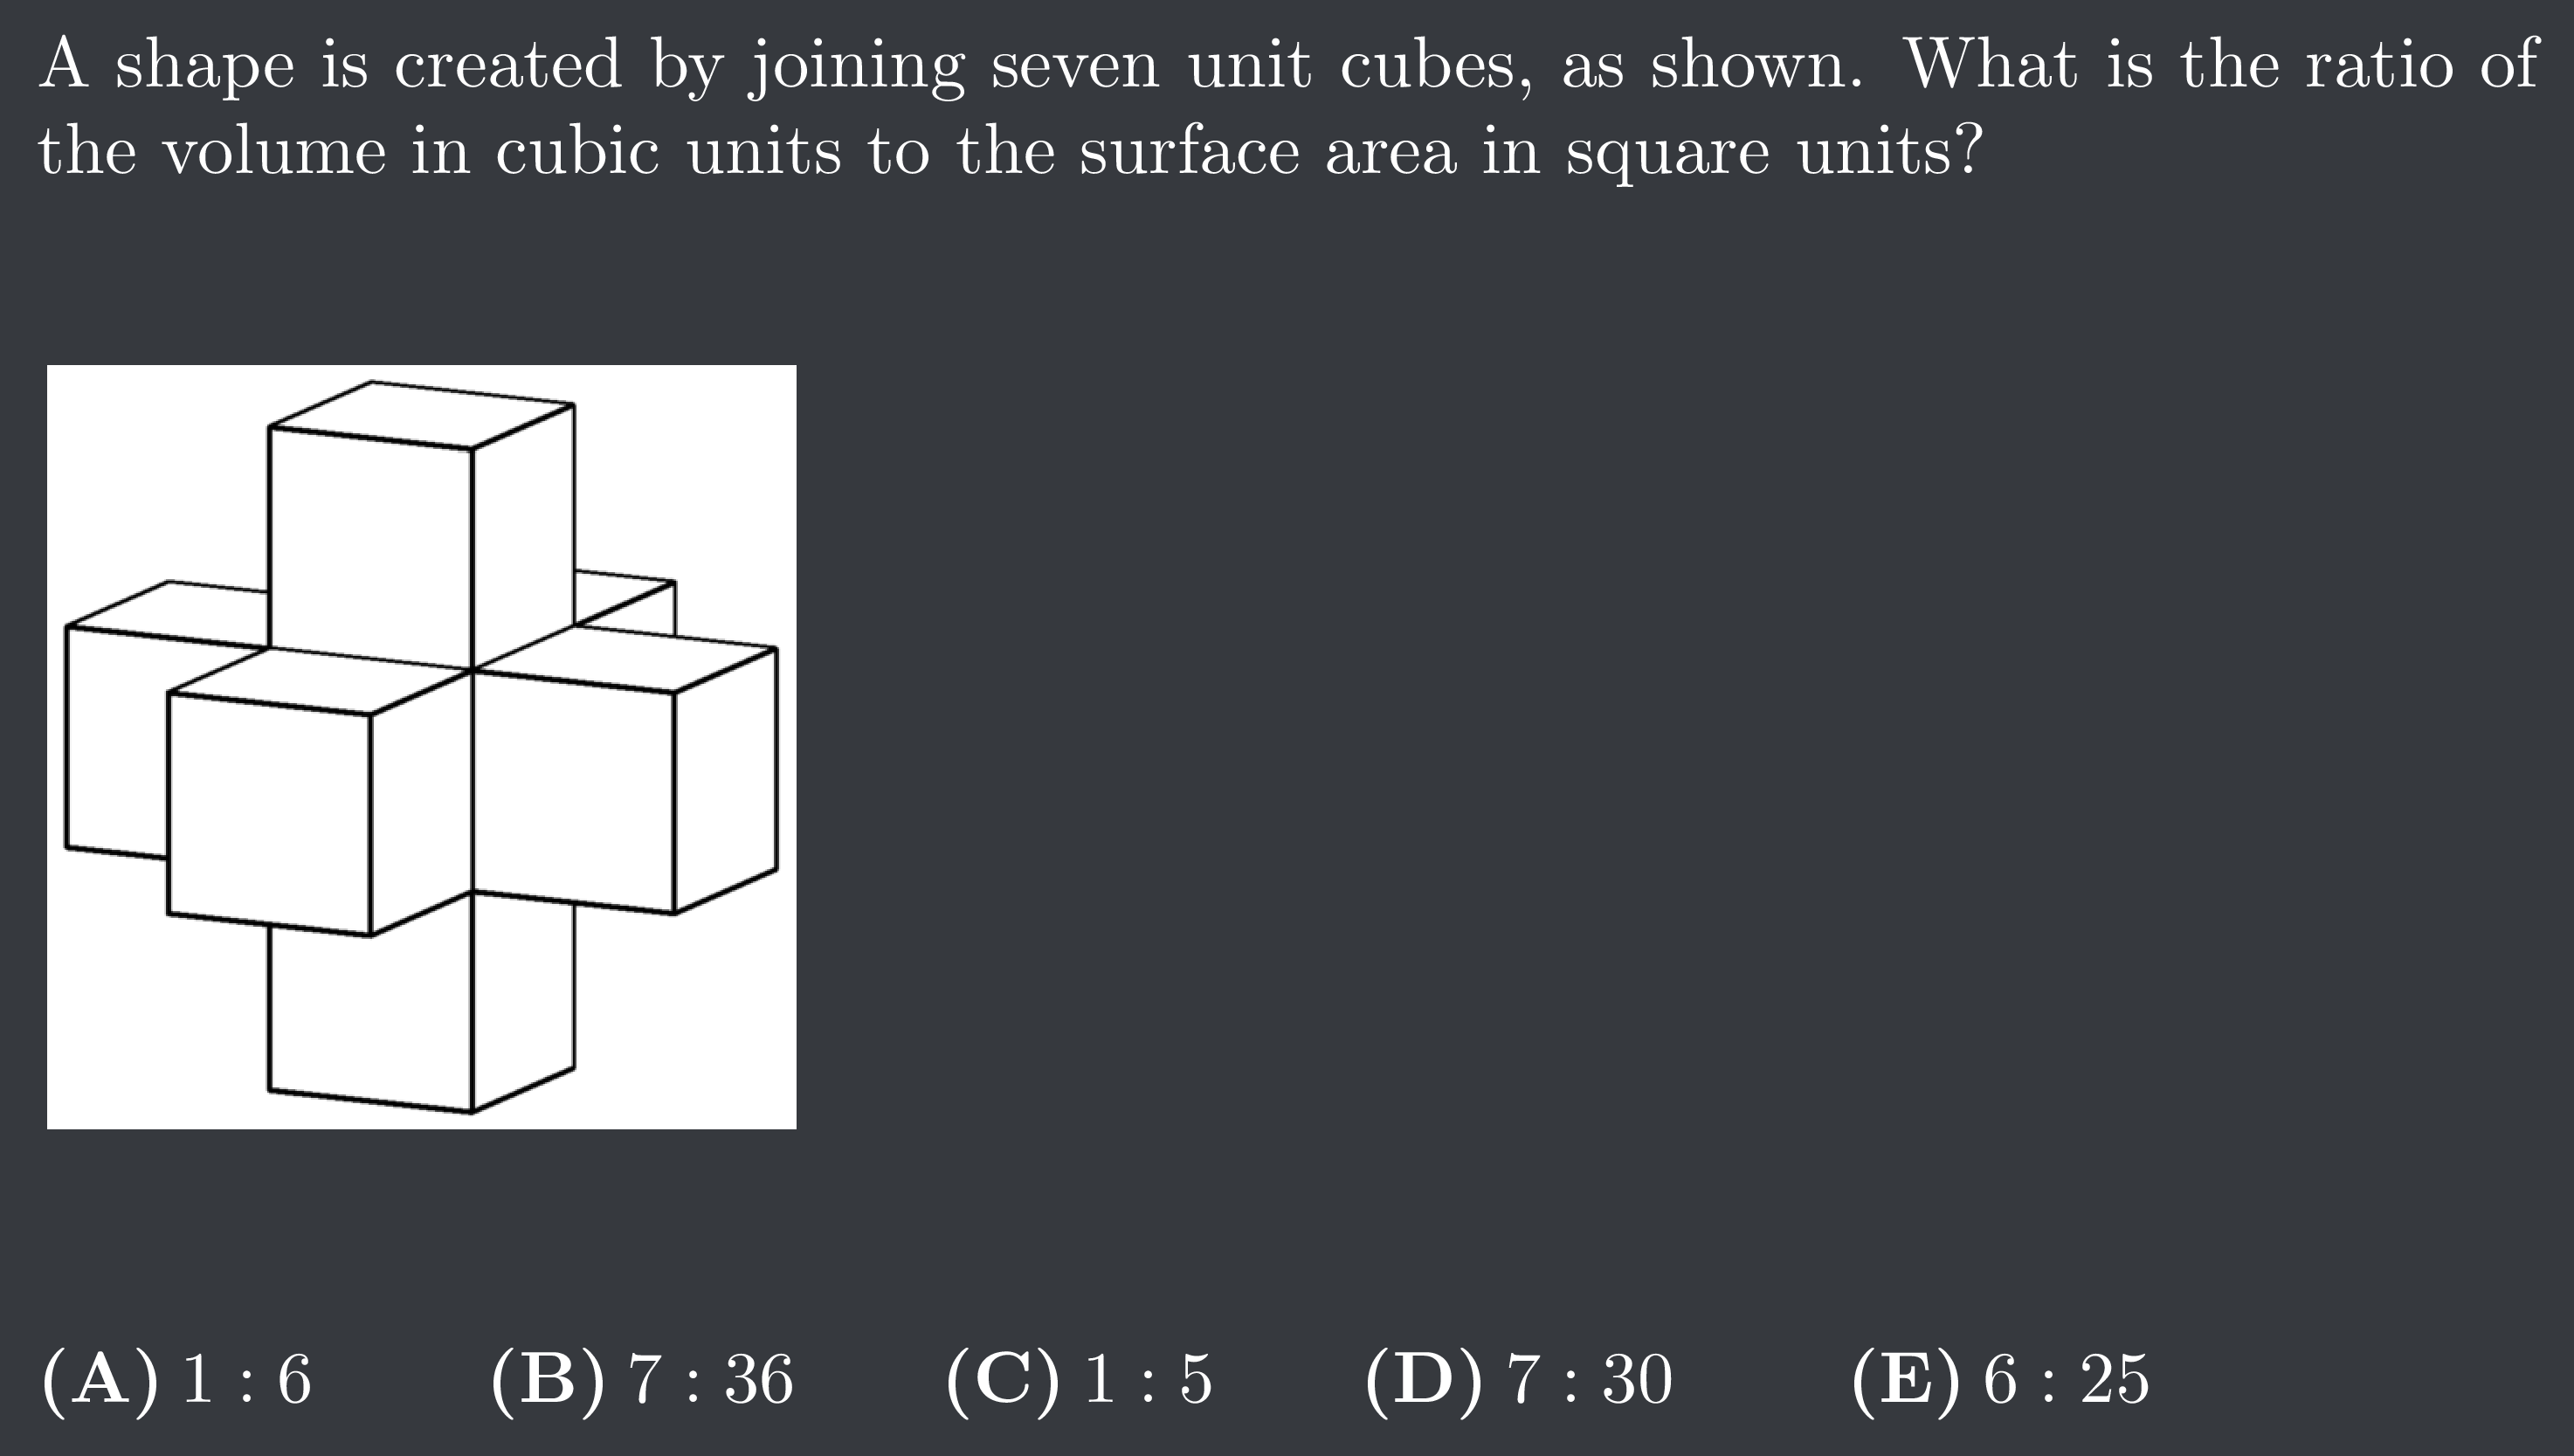 A shape is created by joining seven unit cubes, as shown. What is the ratio of
the volume in cubic units to the surface area in square units?
(A) 1 : 6 (B) 7 : 36 (C) 1 : 5 (D) 7 : 30 (E) 6 : 25